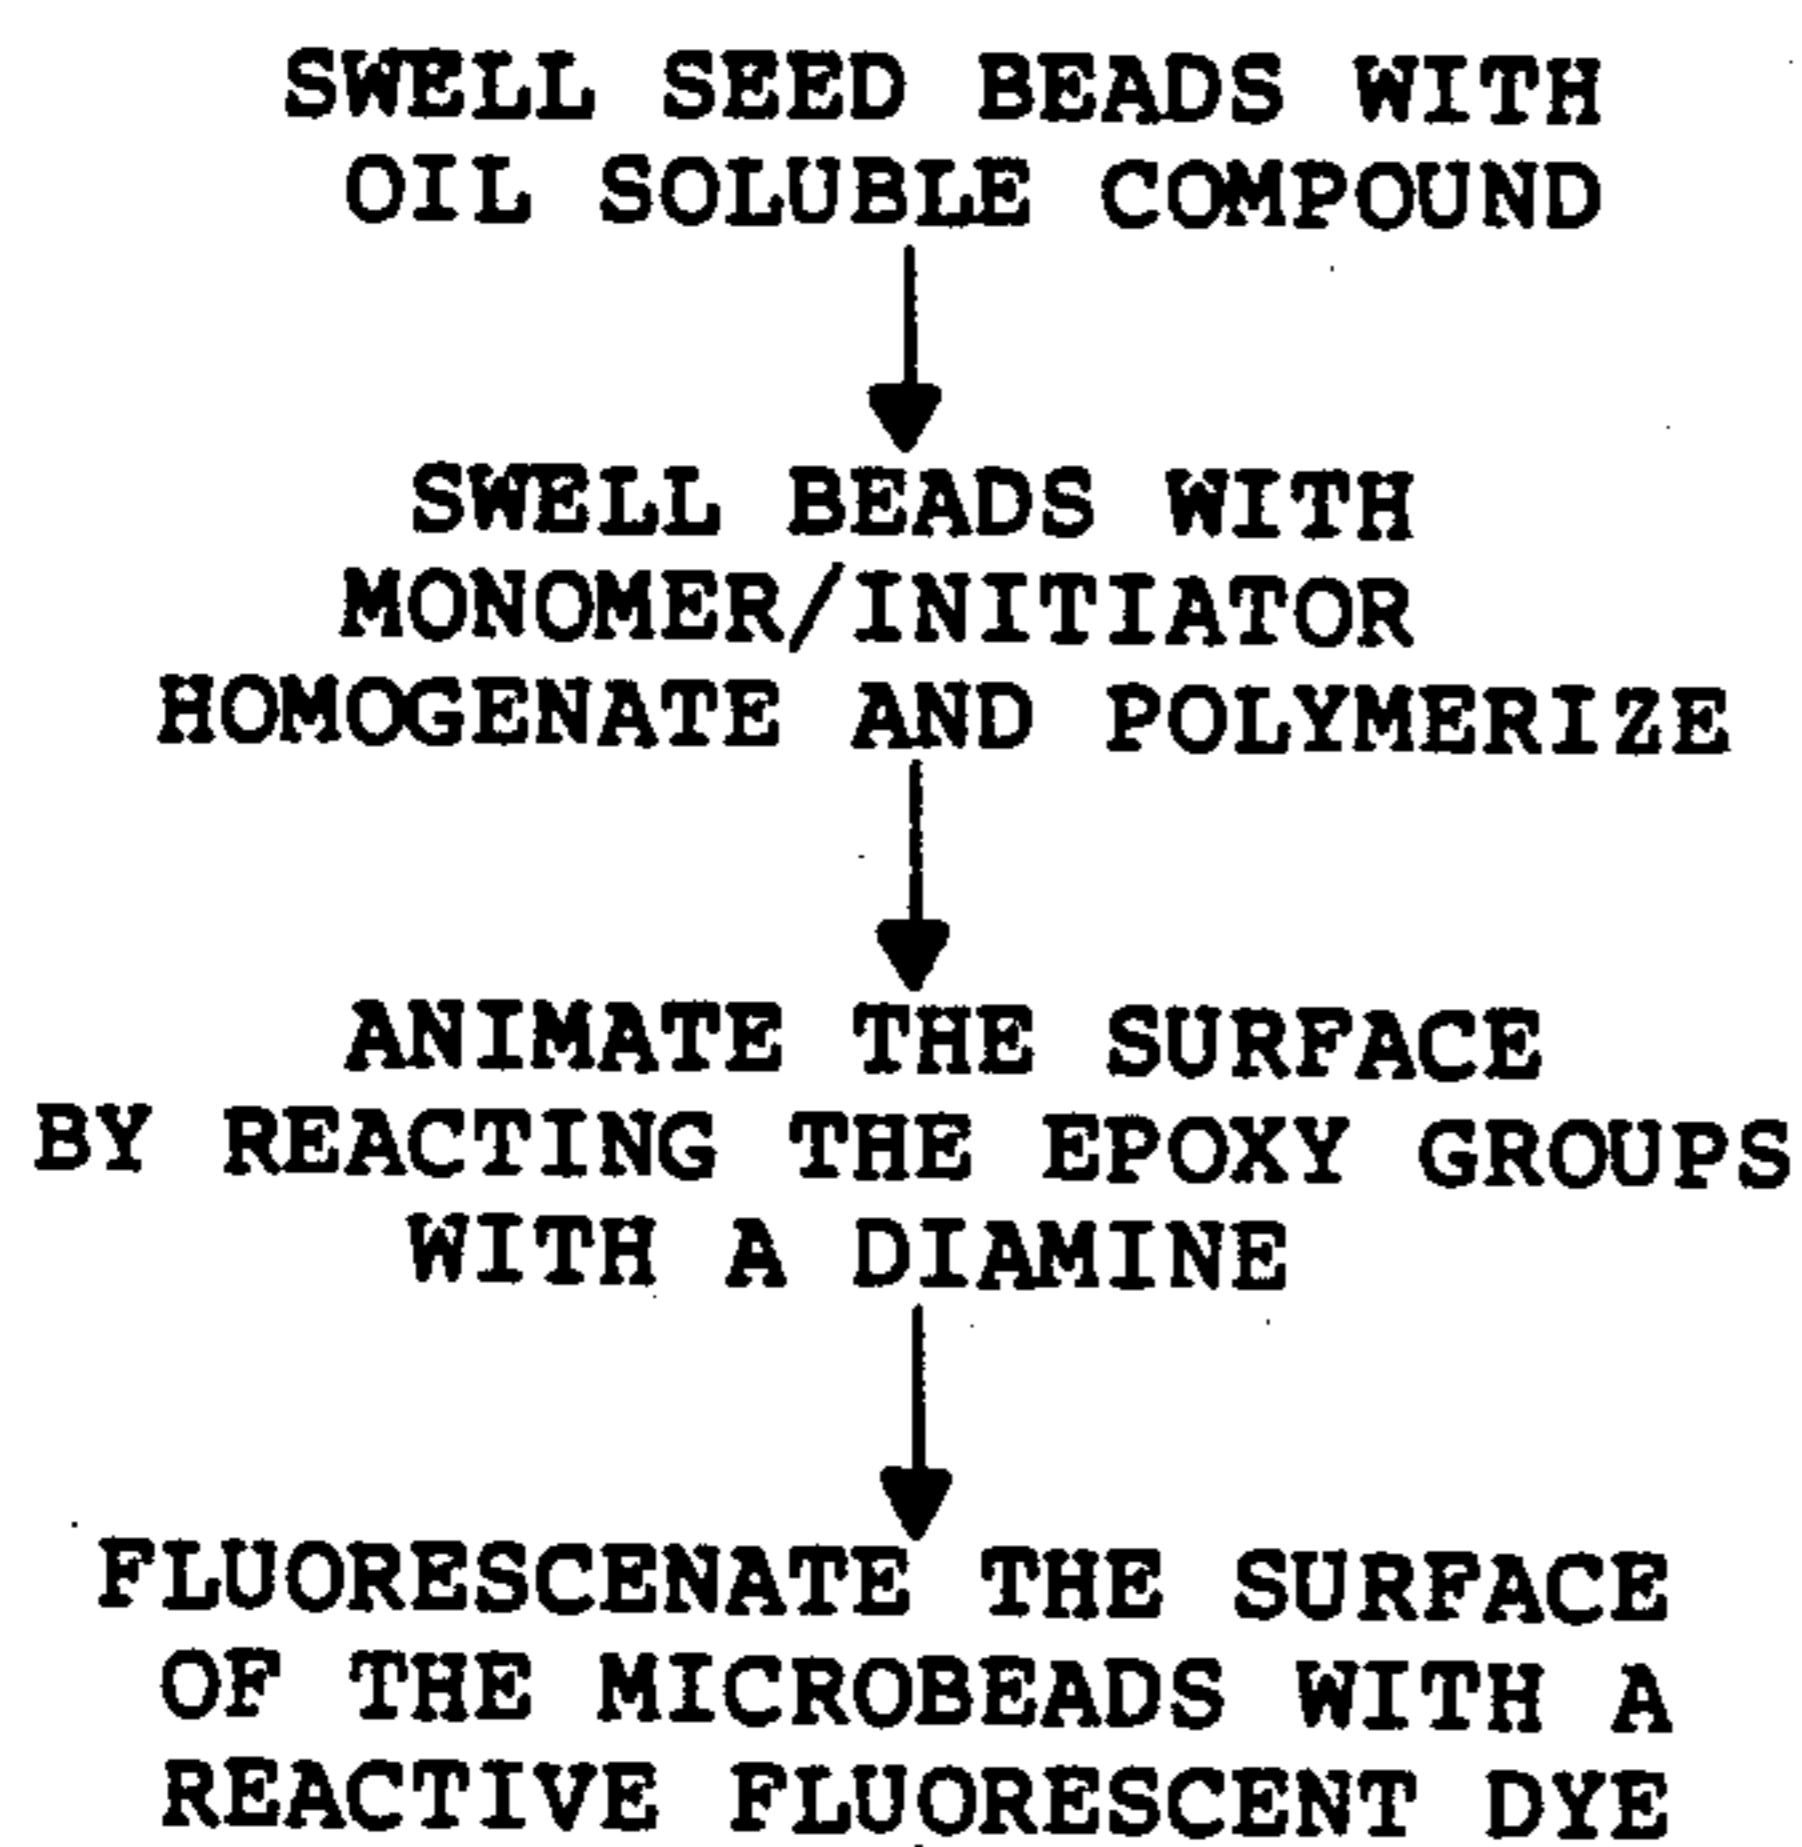 SWELL SEED BEADS WITH
OIL SOLUBLE COMPOUND
SWELL BEADS WITH
MONOMER/INITIATOR
HOMOGENATE AND POLYMERIZE
ANIMATE THE SURFACE
BY REACTING THE EPOXY GROUPS
WITH A DIAMINE
FLUORESCENATE THE SURFACE
OF THE MICROBEADS WITH A
REACTIVE FLUORESCENT DYE